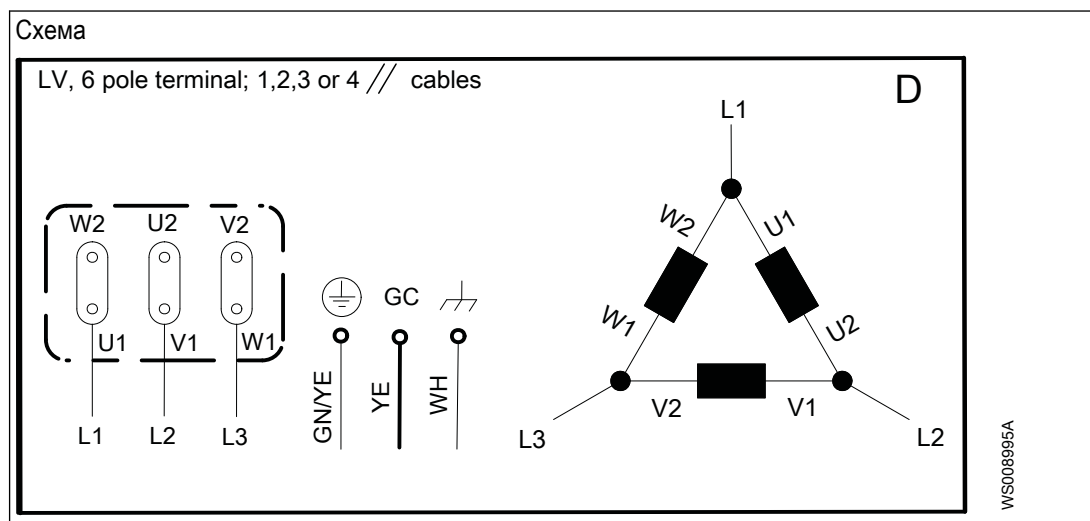 Схема
LV, 6 pole terminal; 1,2,3 or 4 // cables
D
W2 U2 V2
U1 V1 W1
L1 L2 L3
GC
GN/YE
YE
WH
L1
W2 U1
W1 U2
V2 V1
L3 L2
WS008995A